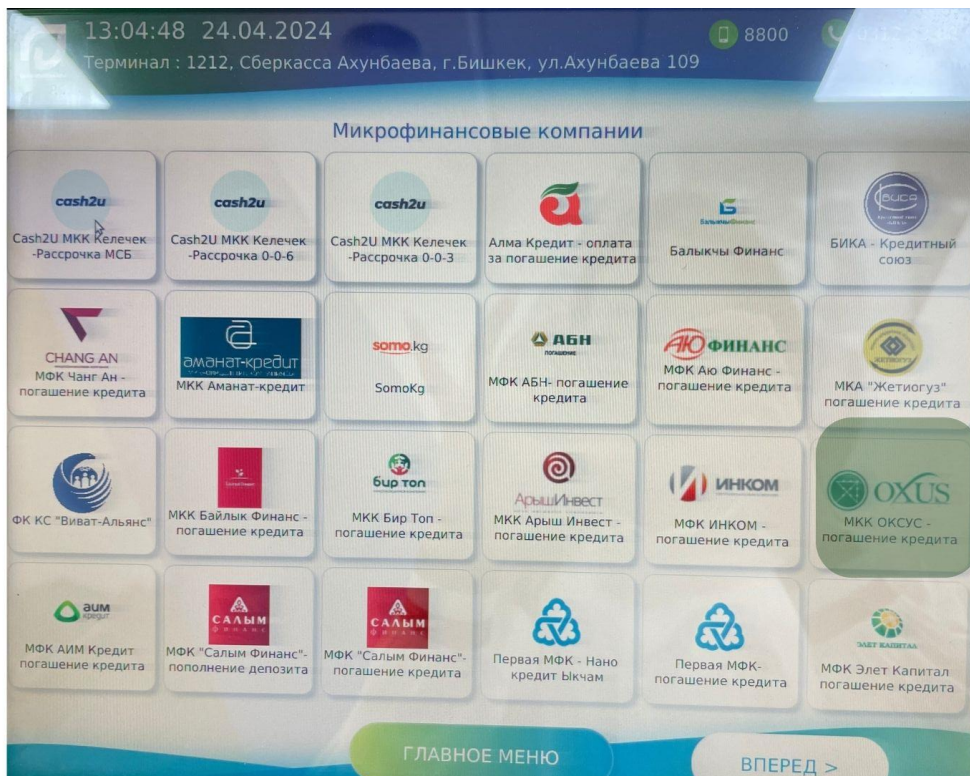 13:04:48 24.04.2024
8800
Терминал : 1212, Сберкасса Ахунбаева, г.Бишкек, ул.Ахунбаева 109
Микрофинансовые компании
cash2u
Cash2U МКК Келечек
-Рассрочка МСБ
cash2u
Cash2U МКК Келечек
-Рассрочка 0-0-6
cash2u
Cash2U МКК Келечек
-Рассрочка 0-0-3
Алма Кредит - оплата
за погашение кредита
Балыкчы Финанс
БИКА - Кредитный
союз
CHANG AN
МФК Чанг Ан -
погашение кредита
аманат-кредит
МКК Аманат-кредит
somo.kg
SomoKg
АБН
погашение
МФК АБН- погашение
кредита
АЮ ФИНАНС
МФК Аю Финанс -
погашение кредита
ЖЕТИОГУЗ
МКА "Жетиогуз"
погашение кредита
ФК КС "Виват-Альянс"
МКК Байлык Финанс -
погашение кредита
бир топ
МКК Бир Топ -
погашение кредита
АрышИнвест
МКК Арыш Инвест -
погашение кредита
ИНКОМ
МФК ИНКОМ -
погашение кредита
OXUS
МКК ОКСУС -
погашение кредита
аим
кредит
МФК АИМ Кредит
погашение кредита
САЛЫМ
ФИНАНС
МФК "Салым Финанс"-
пополнение депозита
САЛЫМ
ФИНАНС
МФК "Салым Финанс"-
погашение кредита
Первая МФК - Нано
кредит Ыкчам
Первая МФК-
погашение кредита
ЭЛЕТ КАПИТАЛ
МФК Элет Капитал
погашение кредита
ГЛАВНОЕ МЕНЮ
ВПЕРЕД >